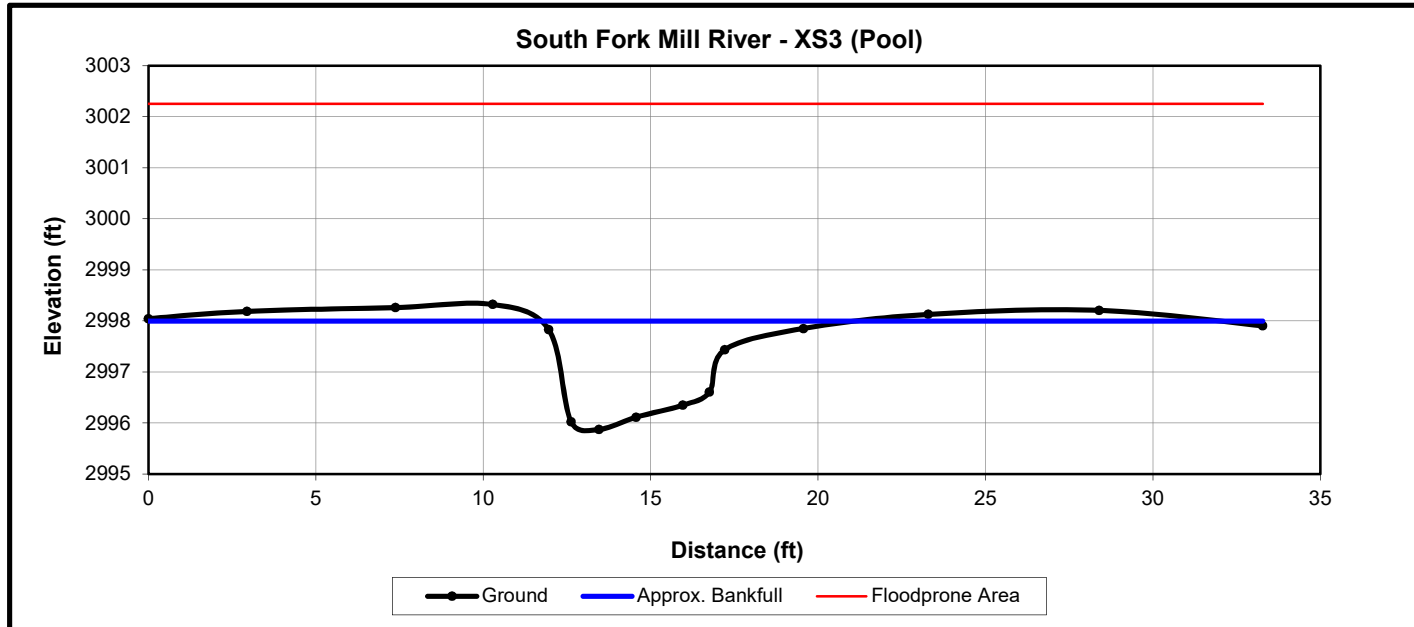 South Fork Mill River - XS3 (Pool)
3003
3002
3001
3000
2999
2998
2997
2996
2995
Elevation (ft)
0 5 10 15 20 25 30 35
Distance (ft)
Ground Approx. Bankfull Floodprone Area